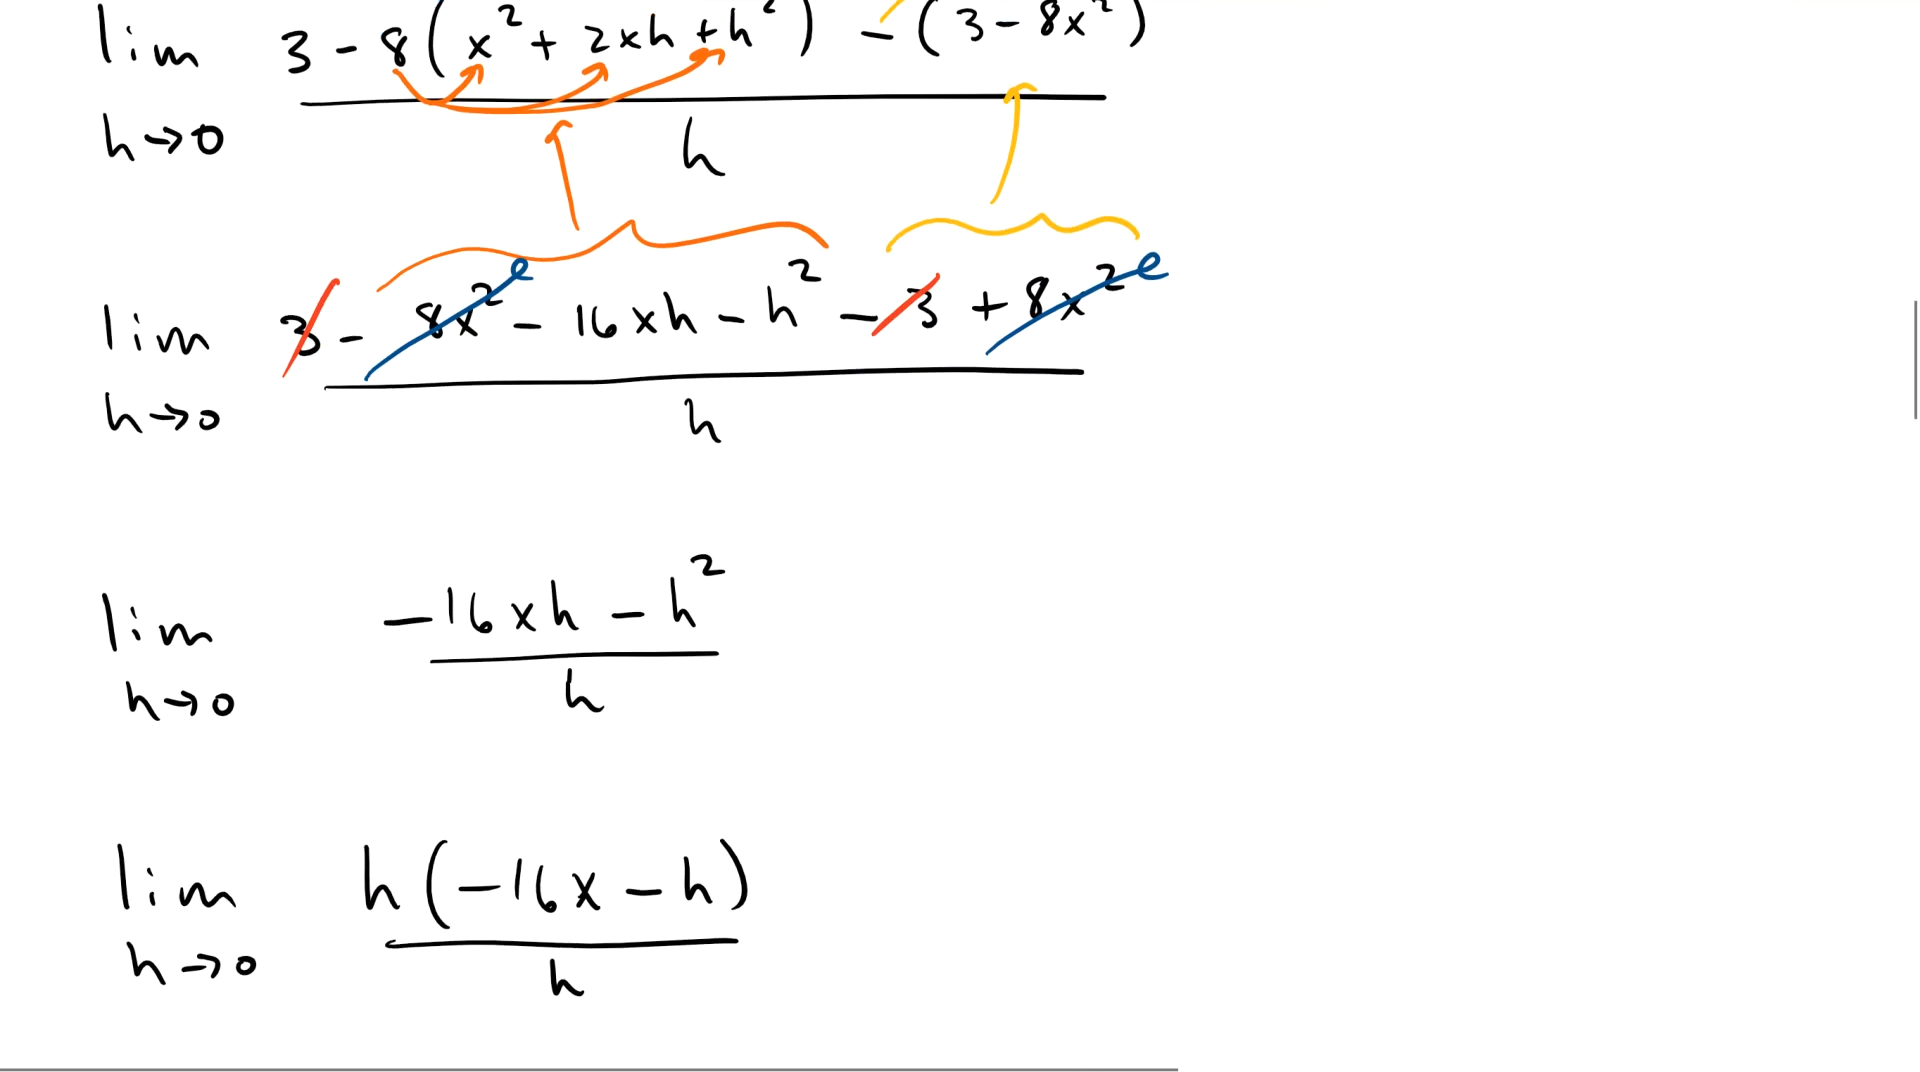 lim 3 - 8(x² + 2xh + h²) - (3 - 8x²)
h→0 h
3 - 8x² - 16xh - h² - 3 + 8x²
lim
h→0 h
lim -16xh - h²
h→0 h
lim h(-16x - h)
h→0 h